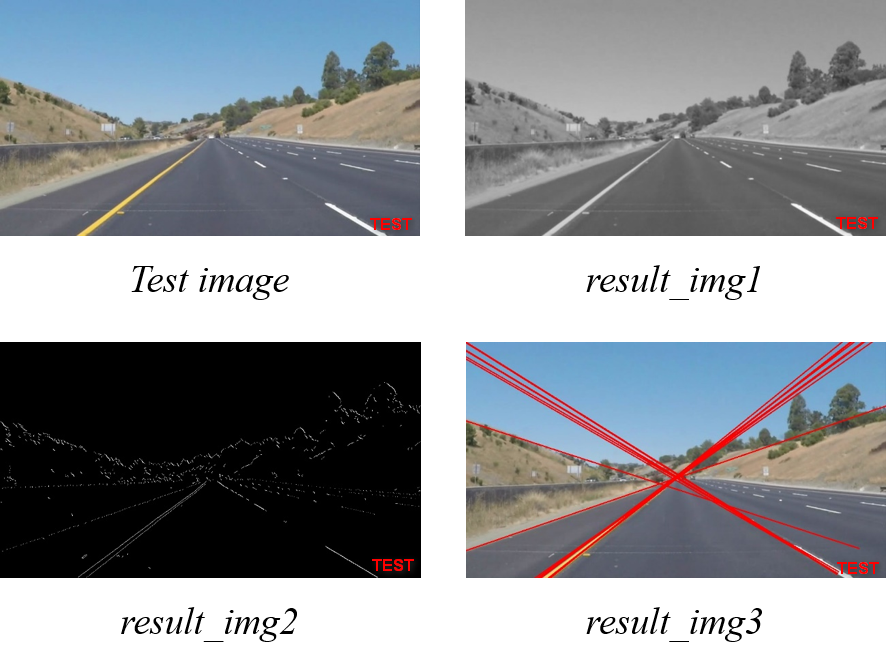 TEST
TEST
Test image
result_img1
TEST
TEST
result_img2
result_img3